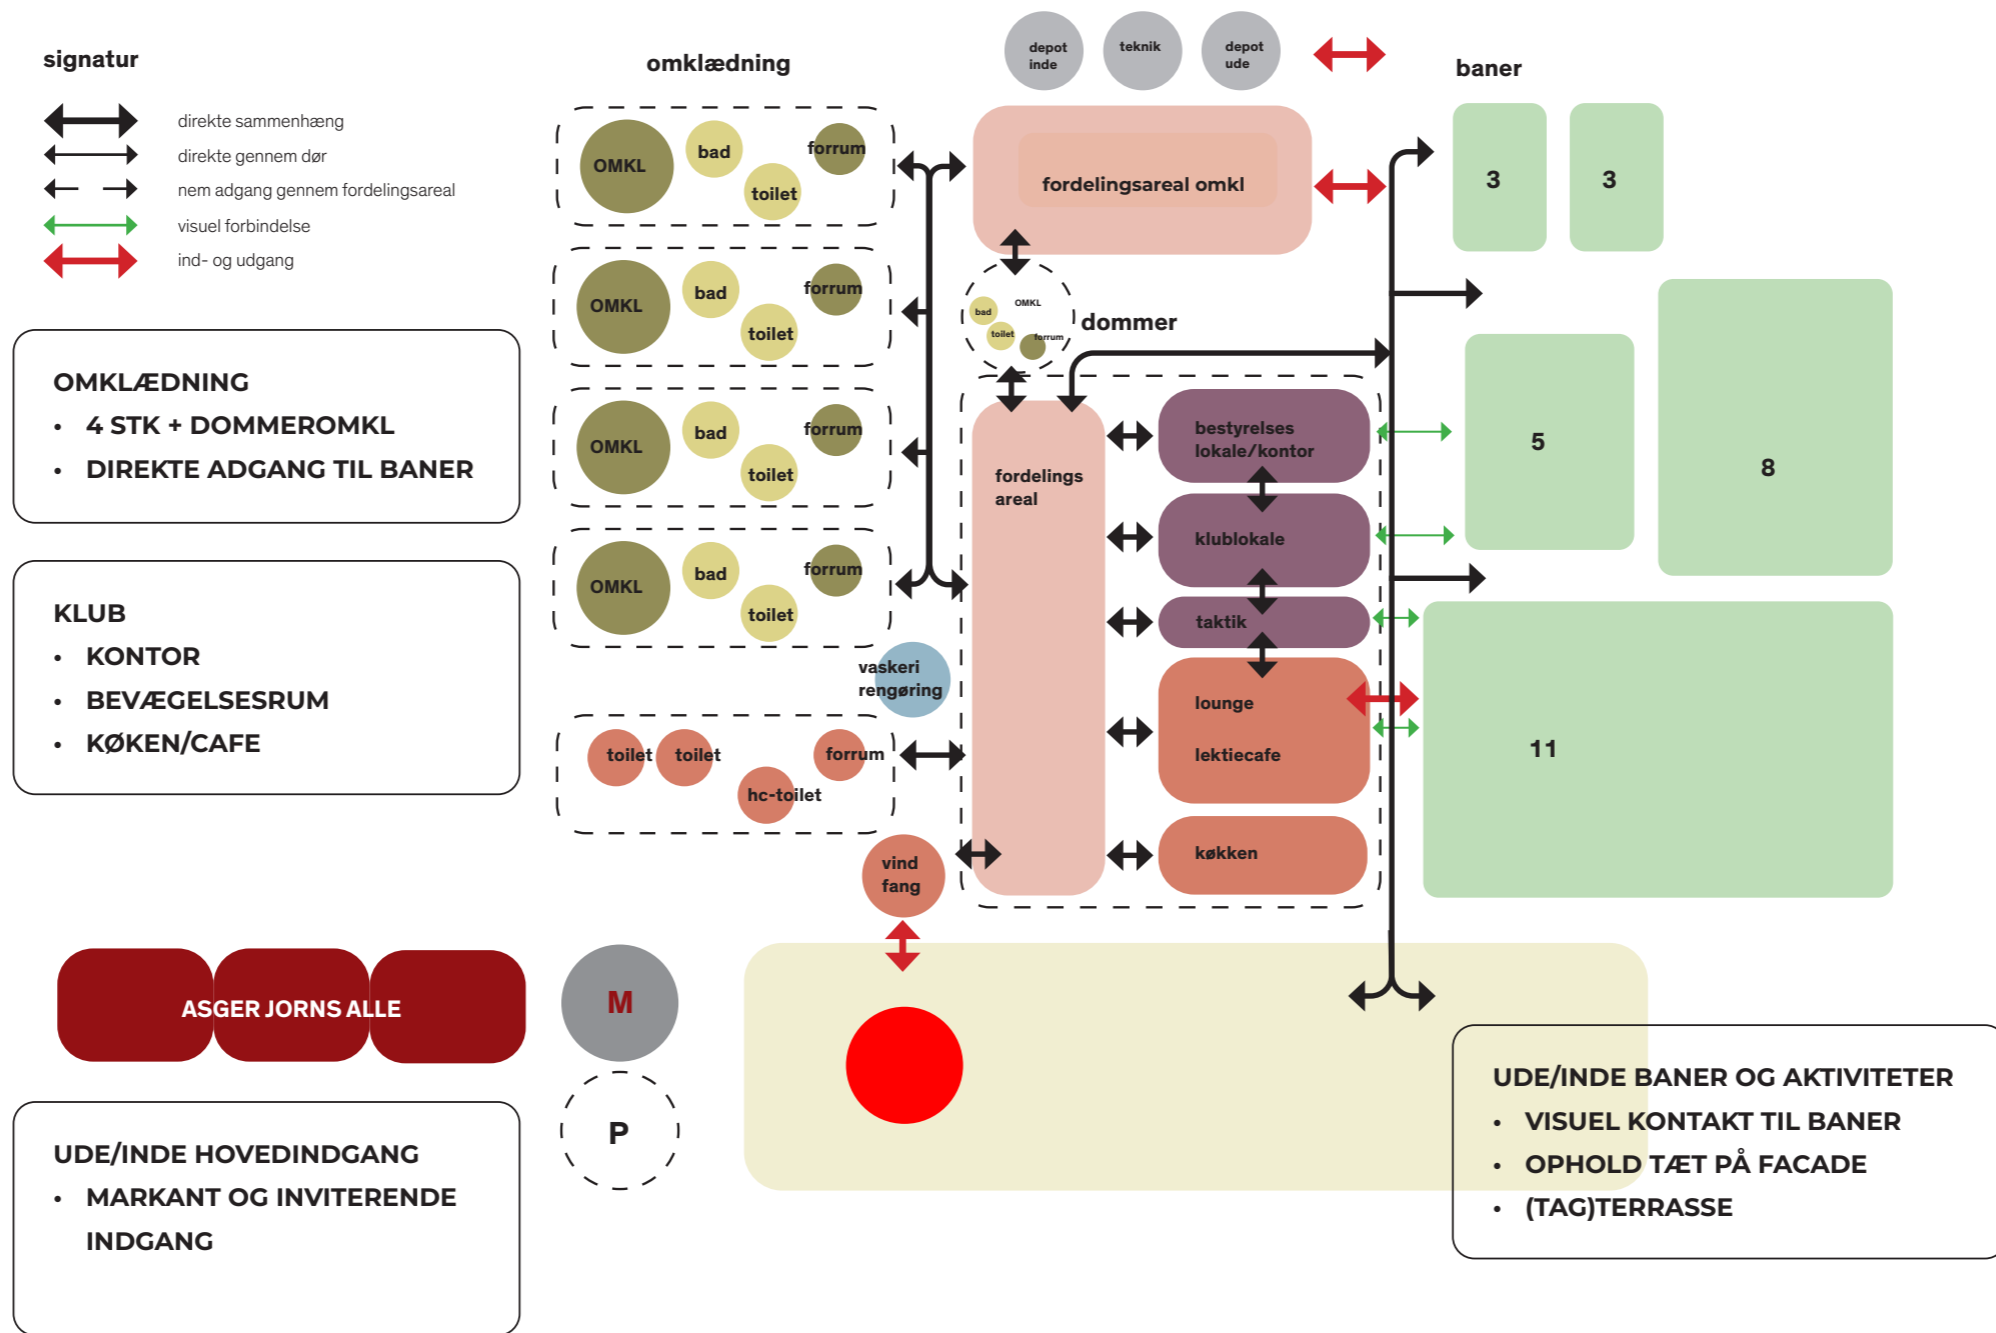 signatur
direkte sammenhæng
direkte gennem dør
nem adgang gennem fordelingsareal
visuel forbindelse
ind- og udgang
OMKLÆDNING
• 4 STK + DOMMEROMKL
• DIREKTE ADGANG TIL BANER
KLUB
• KONTOR
• BEVÆGELSESRUM
• KØKEN/CAFE
ASGER JORNS ALLE
UDE/INDE HOVEDINDGANG
• MARKANT OG INVITERENDE
INDGANG
omklædning
OMKL
bad
toilet
forrum
OMKL
bad
toilet
forrum
OMKL
bad
toilet
forrum
OMKL
bad
toilet
forrum
vaskeri
rengøring
toilet
toilet
hc-toilet
forrum
vind
fang
M
P
depot
inde
teknik
depot
ude
fordelingsareal omkl
bad
OMKL
toilet
forrum
dommer
fordelings
areal
bestyrelses
lokale/kontor
klublokale
taktik
lounge
lektiecafe
køkken
baner
3
3
5
8
11
UDE/INDE BANER OG AKTIVITETER
• VISUEL KONTAKT TIL BANER
• OPHOLD TÆT PÅ FACADE
• (TAG)TERRASSE